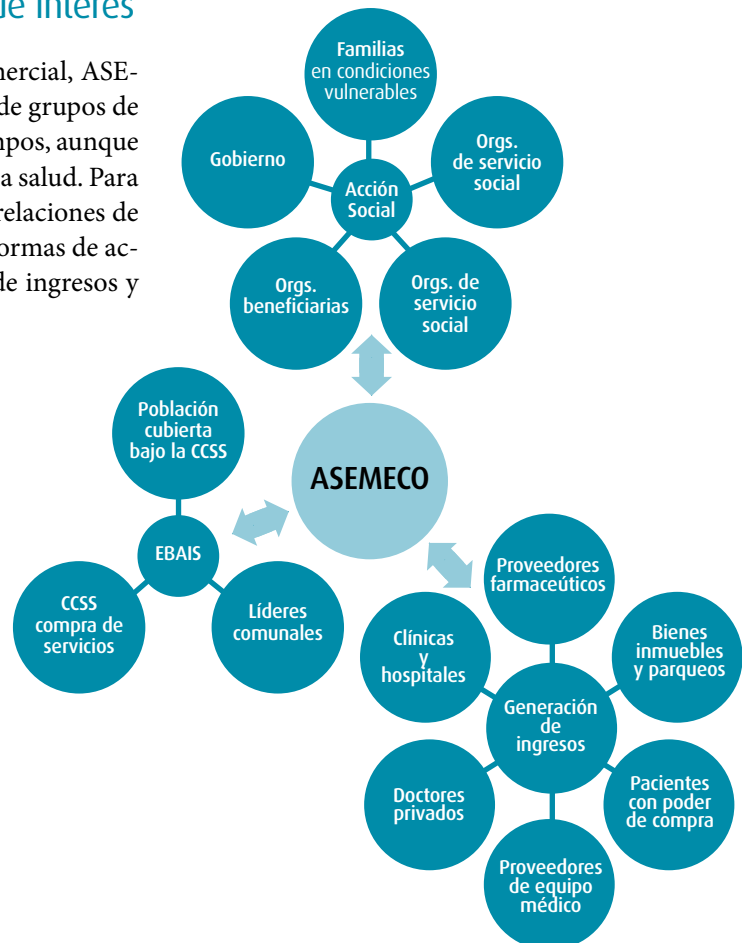 de interés
mercial, ASE-
de grupos de
mpos, aunque
a salud. Para
relaciones de
ormas de ac-
de ingresos y
Familias
en condiciones
vulnerables
Gobierno
Orgs.
de servicio
social
Acción
Social
Orgs.
beneficiarias
Orgs. de
servicio
social
ASEMECO
Población
cubierta
bajo la CCSS
EBAIS
CCSS
compra de
servicios
Líderes
comunales
Proveedores
farmaceúticos
Clínicas
y
hospitales
Bienes
inmuebles
y parqueos
Generación
de
ingresos
Doctores
privados
Pacientes
con poder
de compra
Proveedores
de equipo
médico